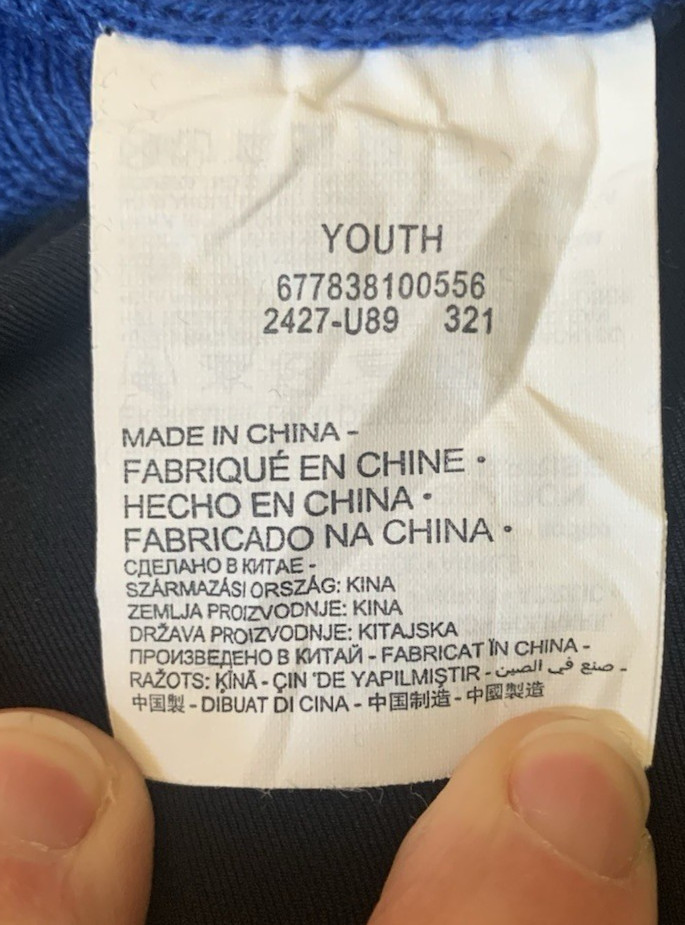 YOUTH
677838100556
2427-U89 321
MADE IN CHINA -
FABRIQUÉ EN CHINE •
HECHO EN CHINA •
FABRICADO NA CHINA •
СДЕЛАНО В КИТАЕ -
SZÁRMAZÁSI ORSZÁG: KINA
ZEMLJA PROIZVODNJE: KINA
DRŽAVA PROIZVODNJE: KITAJSKA
ПРОИЗВЕДЕНО В КИТАЙ - FABRICAT ÏN CHINA -
RAŽOTS: ĶĪNĀ - ÇIN 'DE YAPILMIŞTIR - صنع في الصين -
中国製 - DIBUAT DI CINA - 中国制造 - 中國製造